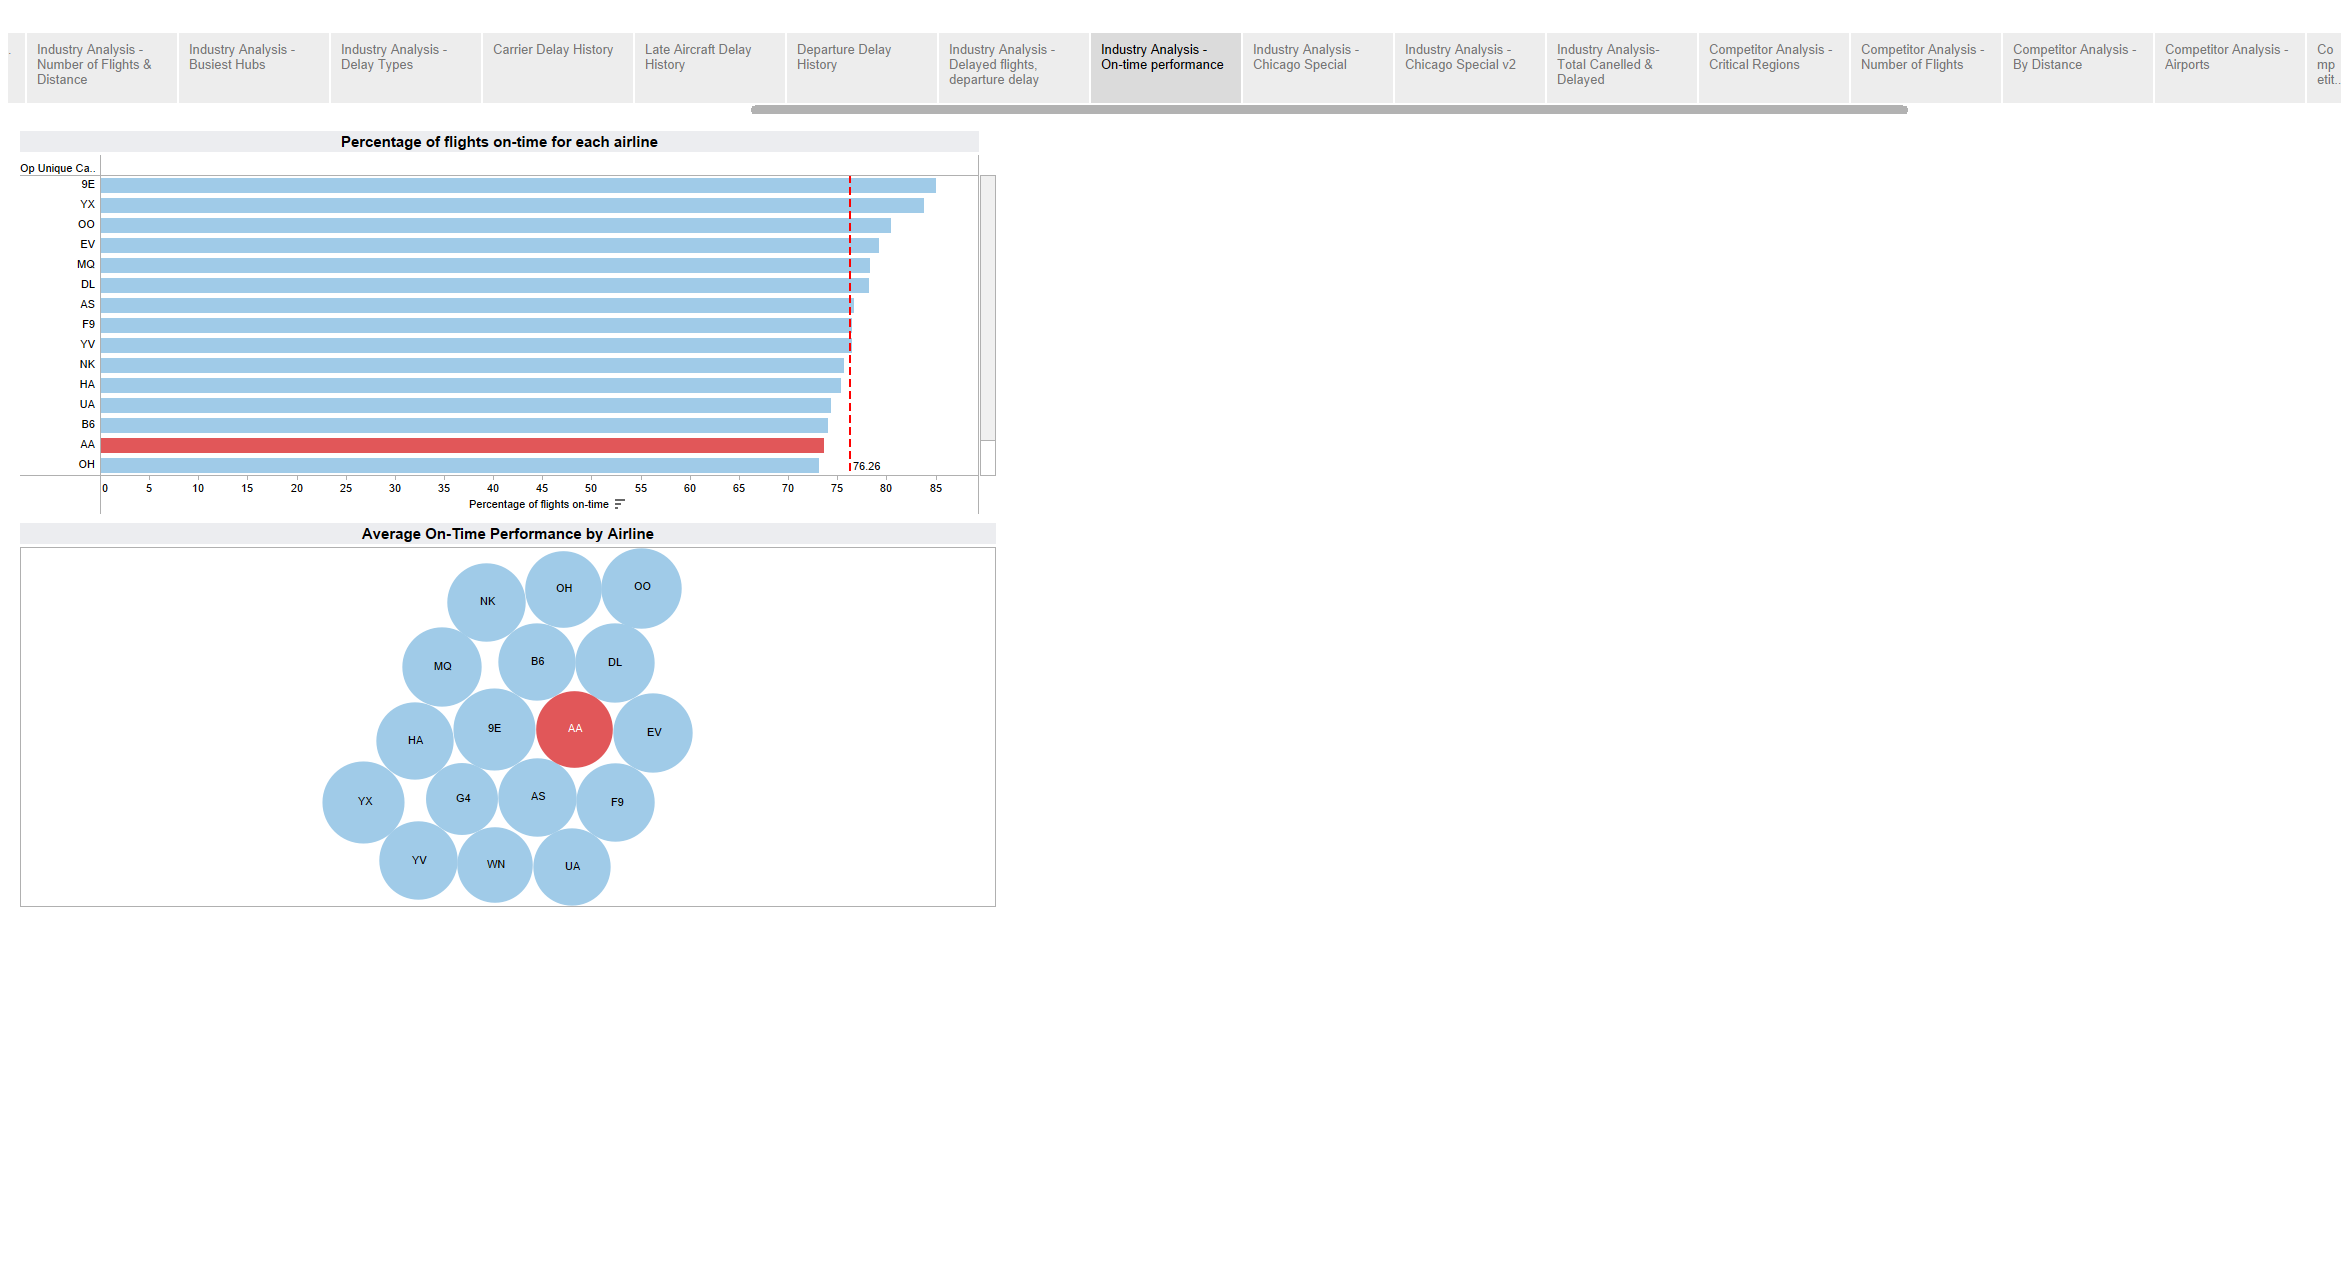 Industry Analysis -
Number of Flights &
Distance
Industry Analysis -
Busiest Hubs
Industry Analysis -
Delay Types
Carrier Delay History
Late Aircraft Delay
History
Departure Delay
History
Industry Analysis -
Delayed flights,
departure delay
Industry Analysis -
On-time performance
Industry Analysis -
Chicago Special
Industry Analysis -
Chicago Special v2
Industry Analysis-
Total Canelled &
Delayed
Competitor Analysis -
Critical Regions
Competitor Analysis -
Number of Flights
Competitor Analysis -
By Distance
Competitor Analysis -
Airports
Co
mp
etit..
Percentage of flights on-time for each airline
Op Unique Ca..
9E
YX
OO
EV
MQ
DL
AS
F9
YV
NK
HA
UA
B6
AA
OH
76.26
0 5 10 15 20 25 30 35 40 45 50 55 60 65 70 75 80 85
Percentage of flights on-time
Average On-Time Performance by Airline
NK
OH
OO
MQ
B6
DL
HA
9E
AA
EV
YX
G4
AS
F9
YV
WN
UA